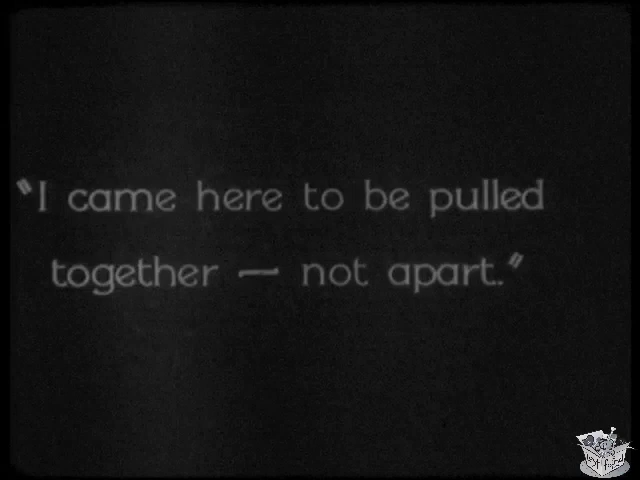 "I came here to be pulled
together — not apart."